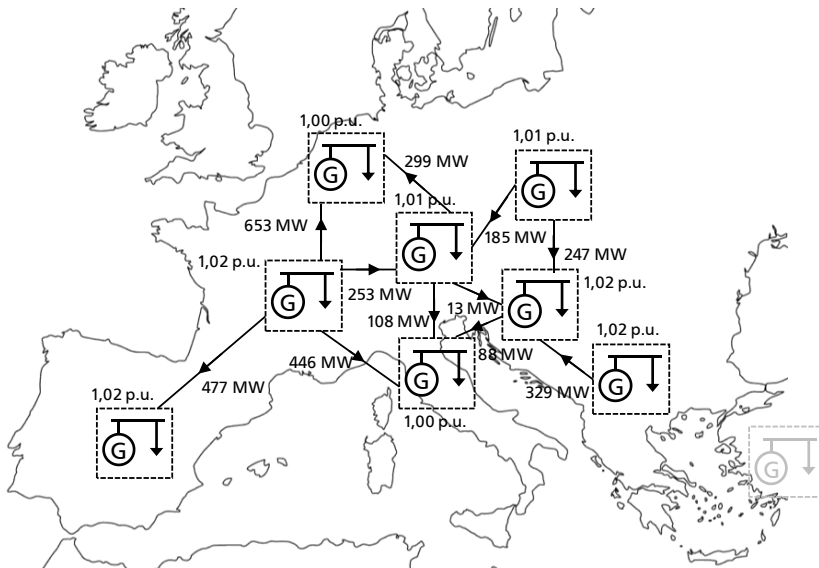 1,00 p.u.
G
299 MW
1,01 p.u.
G
1,01 p.u.
G
185 MW
653 MW
247 MW
1,02 p.u.
G
253 MW
1,02 p.u.
G
13 MW
108 MW
88 MW
446 MW
G
1,00 p.u.
1,02 p.u.
G
329 MW
477 MW
1,02 p.u.
G
G